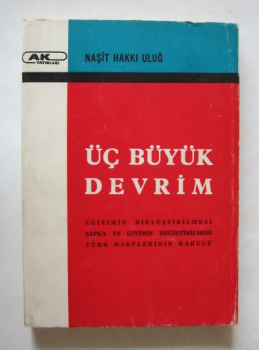 AK
YAYINLARI
NAŞİT HAKKI ULUĞ
ÜÇ BÜYÜK
DEVRİM
EĞİTİMİN BİRLEŞTİRİLMESİ
ŞAPKA VE GİYİMİN DEĞİŞTİRİLMESİ
TÜRK HARFLERİNİN KABULÜ